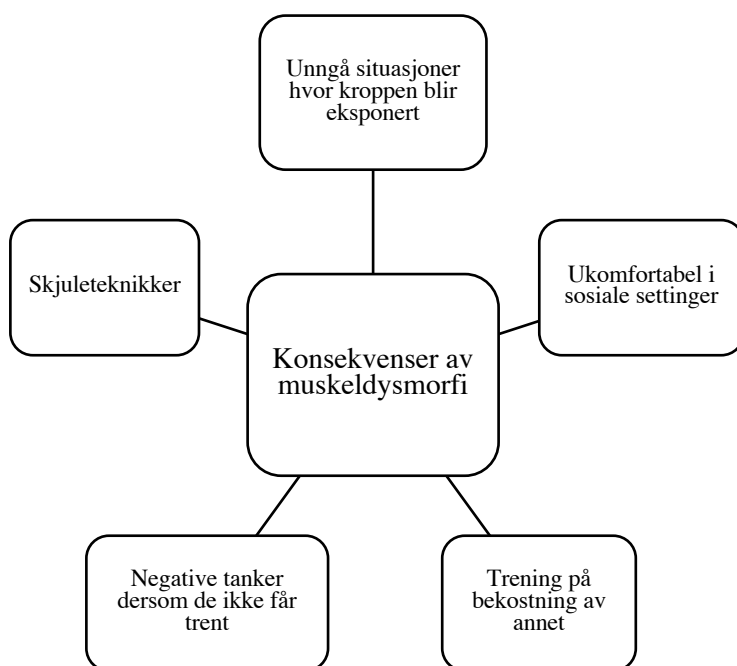 Unngå situasjoner
hvor kroppen blir
eksponert
Skjuleteknikker
Ukomfortabel i
sosiale settinger
Konsekvenser av
muskeldysmorfi
Negative tanker
dersom de ikke får
trent
Trening på
bekostning av
annet